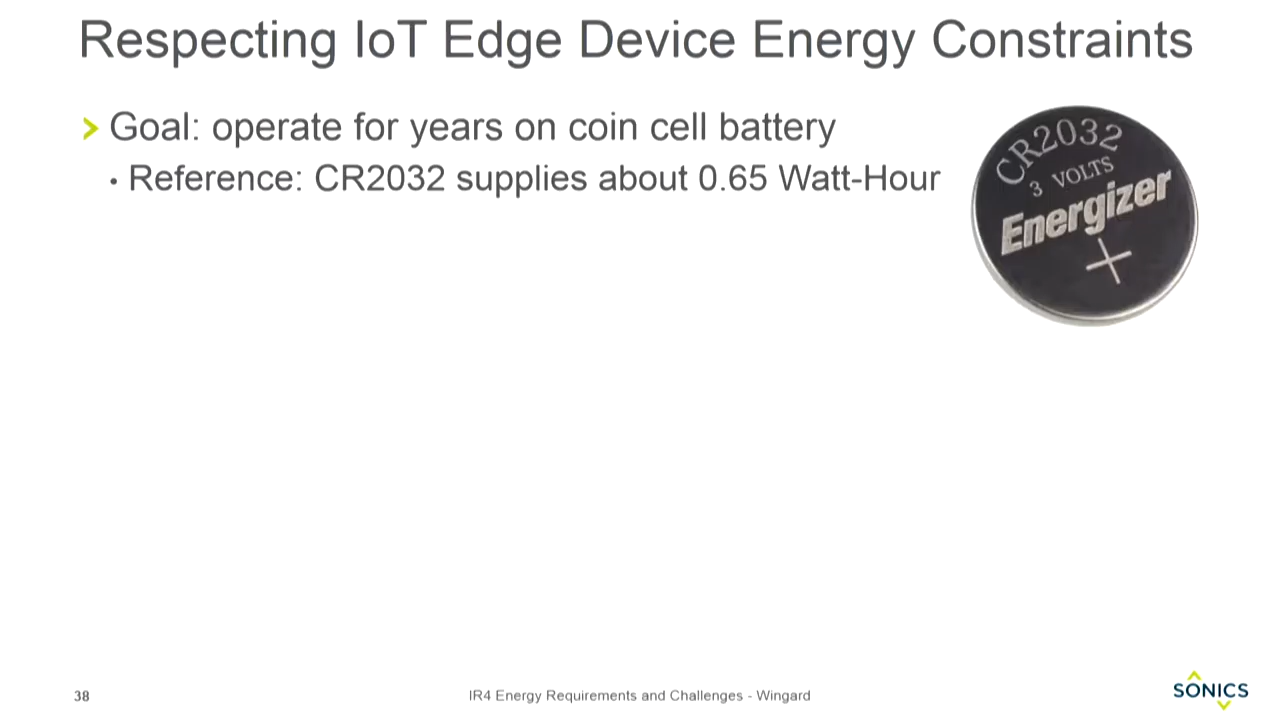 Respecting IoT Edge Device Energy Constraints
> Goal: operate for years on coin cell battery
• Reference: CR2032 supplies about 0.65 Watt-Hour
CR2032
3 VOLTS
Energizer
+
38
IR4 Energy Requirements and Challenges - Wingard
SONICS